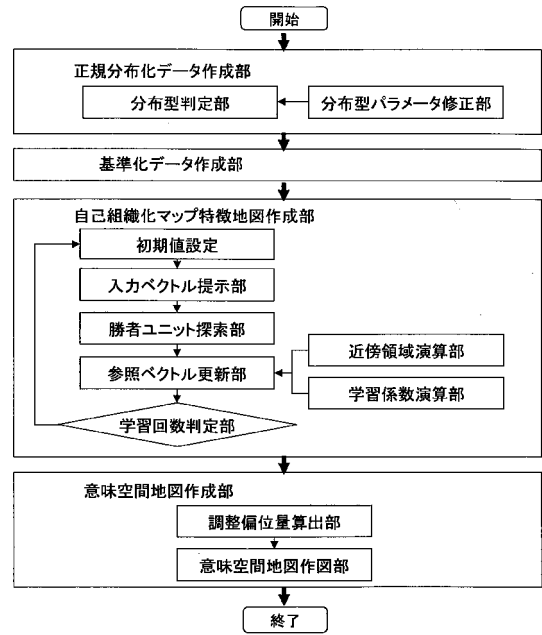 開始
正規分布化データ作成部
分布型判定部
分布型パラメータ修正部
基準化データ作成部
自己組織化マップ特徴地図作成部
初期値設定
入力ベクトル提示部
勝者ユニット探索部
近傍領域演算部
参照ベクトル更新部
学習係数演算部
学習回数判定部
意味空間地図作成部
調整偏位量算出部
意味空間地図作図部
終了